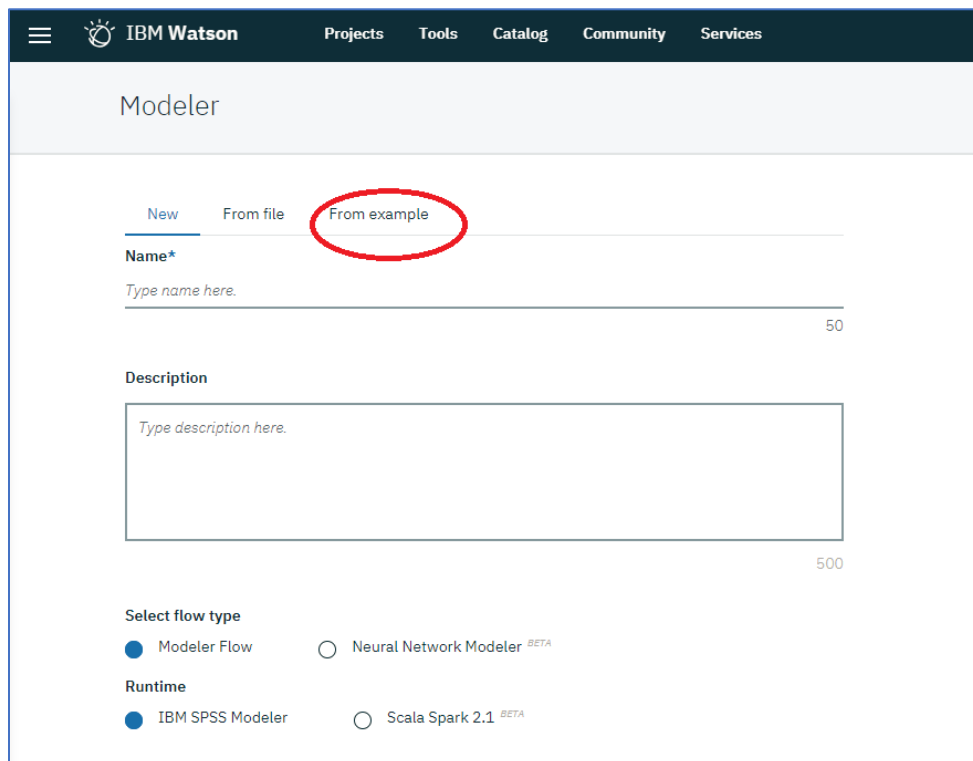 IBM Watson Projects Tools Catalog Community Services
Modeler
New From file From example
Name*
Type name here.
50
Description
Type description here.
500
Select flow type
Modeler Flow Neural Network Modeler BETA
Runtime
IBM SPSS Modeler Scala Spark 2.1 BETA